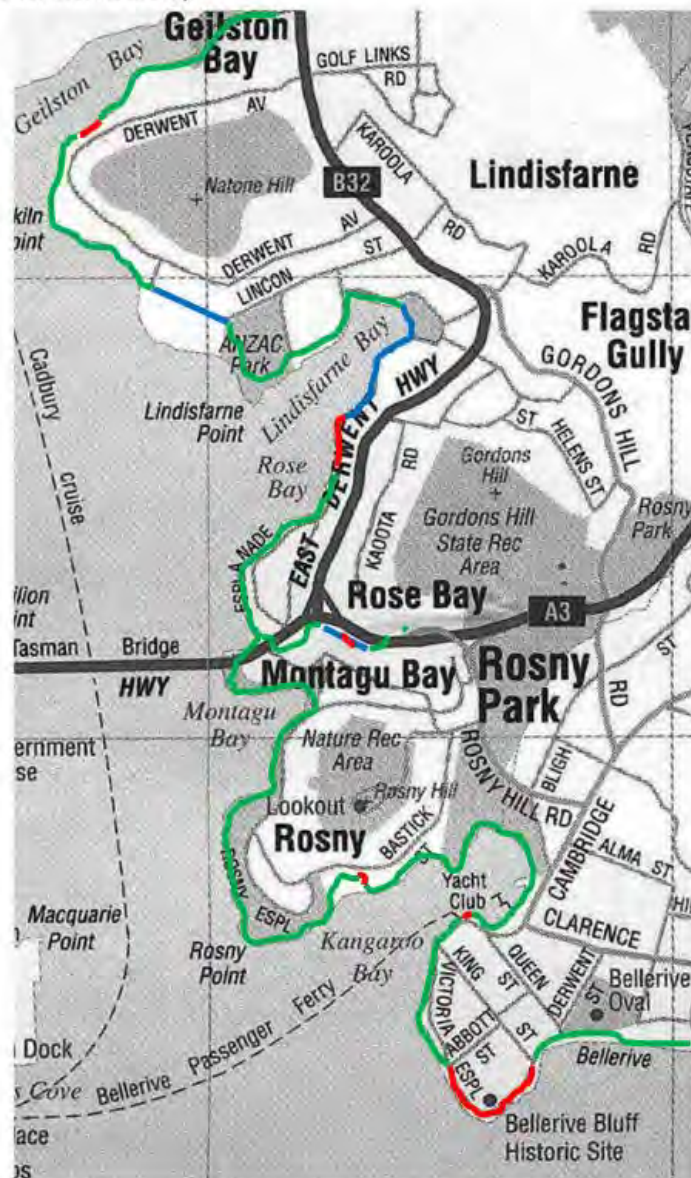 Geilston
Bay
Geilston Bay
GOLF LINKS
RD
DERWENT AV
KAROOLA
Natone Hill
B32
Lindisfarne
RD
KAROOLA RD
DERWENT AV
LINCON ST
ANZAC
Park
Lindisfarne Bay
Flagsta
Gully
GORDONS HILL
Cadbury
cruise
Lindisfarne
Point
HWY
EAST DERWENT
ST HELENS ST
Rose
Bay
RD
KAOOTA
Gordons
Hill
Gordons Hill
State Rec
Area
Rosny
Park
ESPLANADE
Rose Bay
A3
Tasman
Bridge
HWY
Montagu Bay
Rosny
Park
RD
ST
Montagu
Bay
Nature Rec
Area
Lookout
Rosny Hill
ROSNY HILL RD
BLIGH
Rosny
BASTICK
ST
CAMBRIDGE
ALMA ST
ROSNY
ESPL
Yacht
Club
CLARENCE
Macquarie
Point
Rosny
Point
Kangaroo
Bay
KING ST
QUEEN ST
VICTORIA
ABBOTT ST
DERWENT ST
Bellerive
Oval
Bellerive Passenger Ferry
Bellerive
ESPL
Dock
Cove
Bellerive Bluff
Historic Site